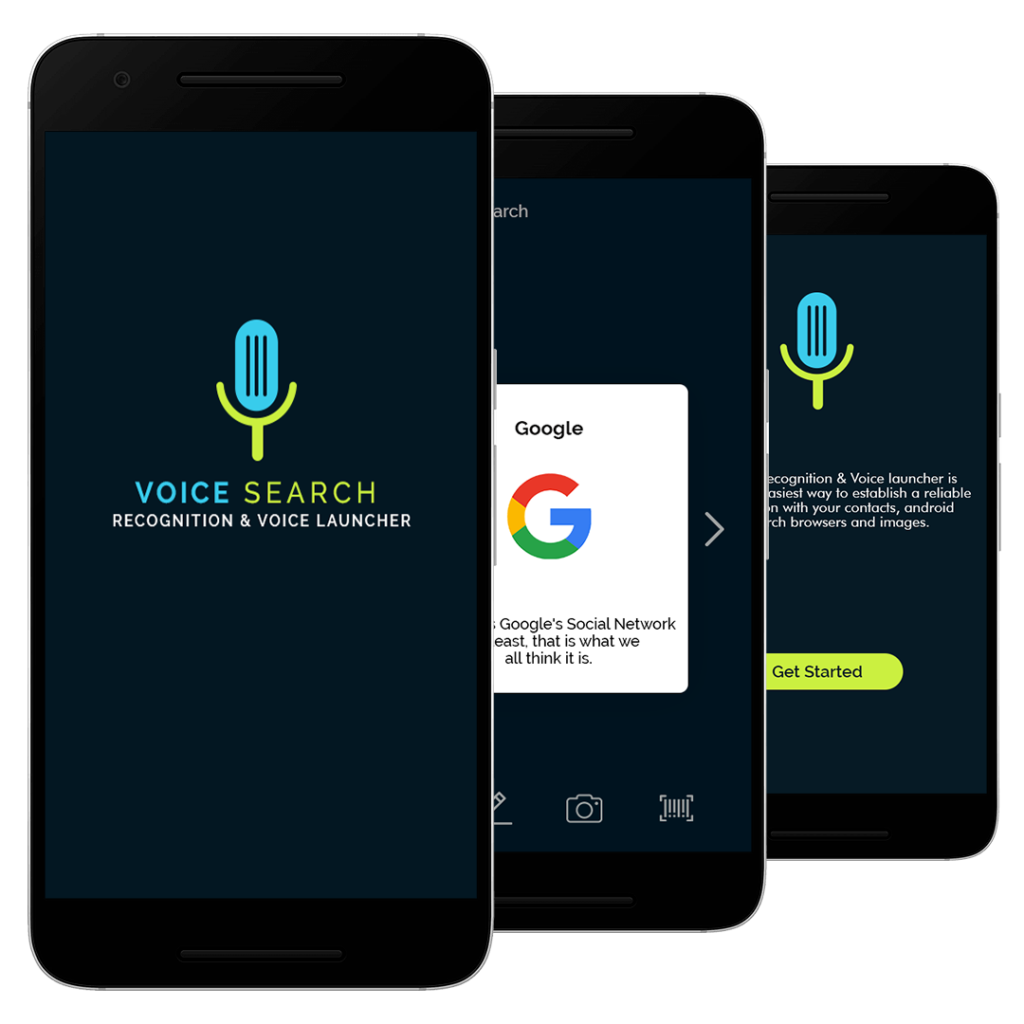 VOICE SEARCH
RECOGNITION & VOICE LAUNCHER
arch
Google
s Google's Social Network
east, that is what we
all think it is.
ecognition & Voice launcher is
asiest way to establish a reliable
on with your contacts, android
rch browsers and images.
Get Started